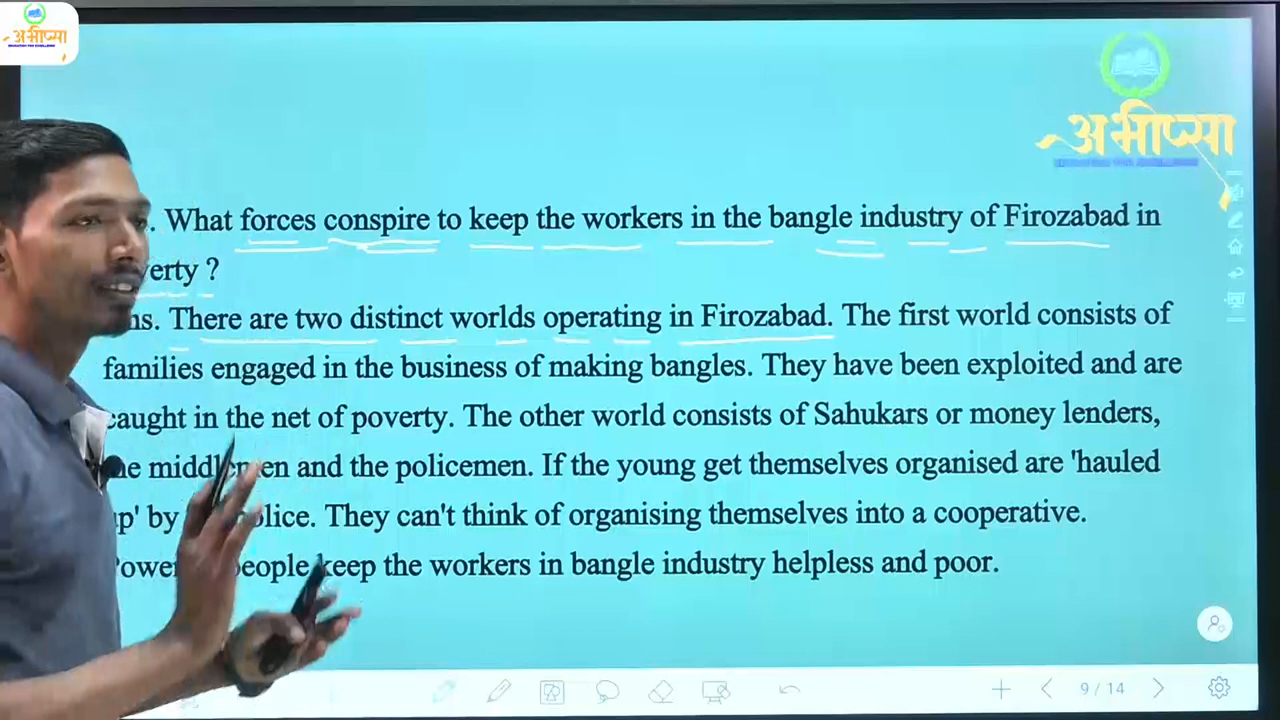 अभीप्सा
अभीप्सा
What forces conspire to keep the workers in the bangle industry of Firozabad in
verty ?
ns. There are two distinct worlds operating in Firozabad. The first world consists of
families engaged in the business of making bangles. They have been exploited and are
caught in the net of poverty. The other world consists of Sahukars or money lenders,
middlemen and the policemen. If the young get themselves organised are 'hauled
up' by police. They can't think of organising themselves into a cooperative.
people keep the workers in bangle industry helpless and poor.
9 / 14